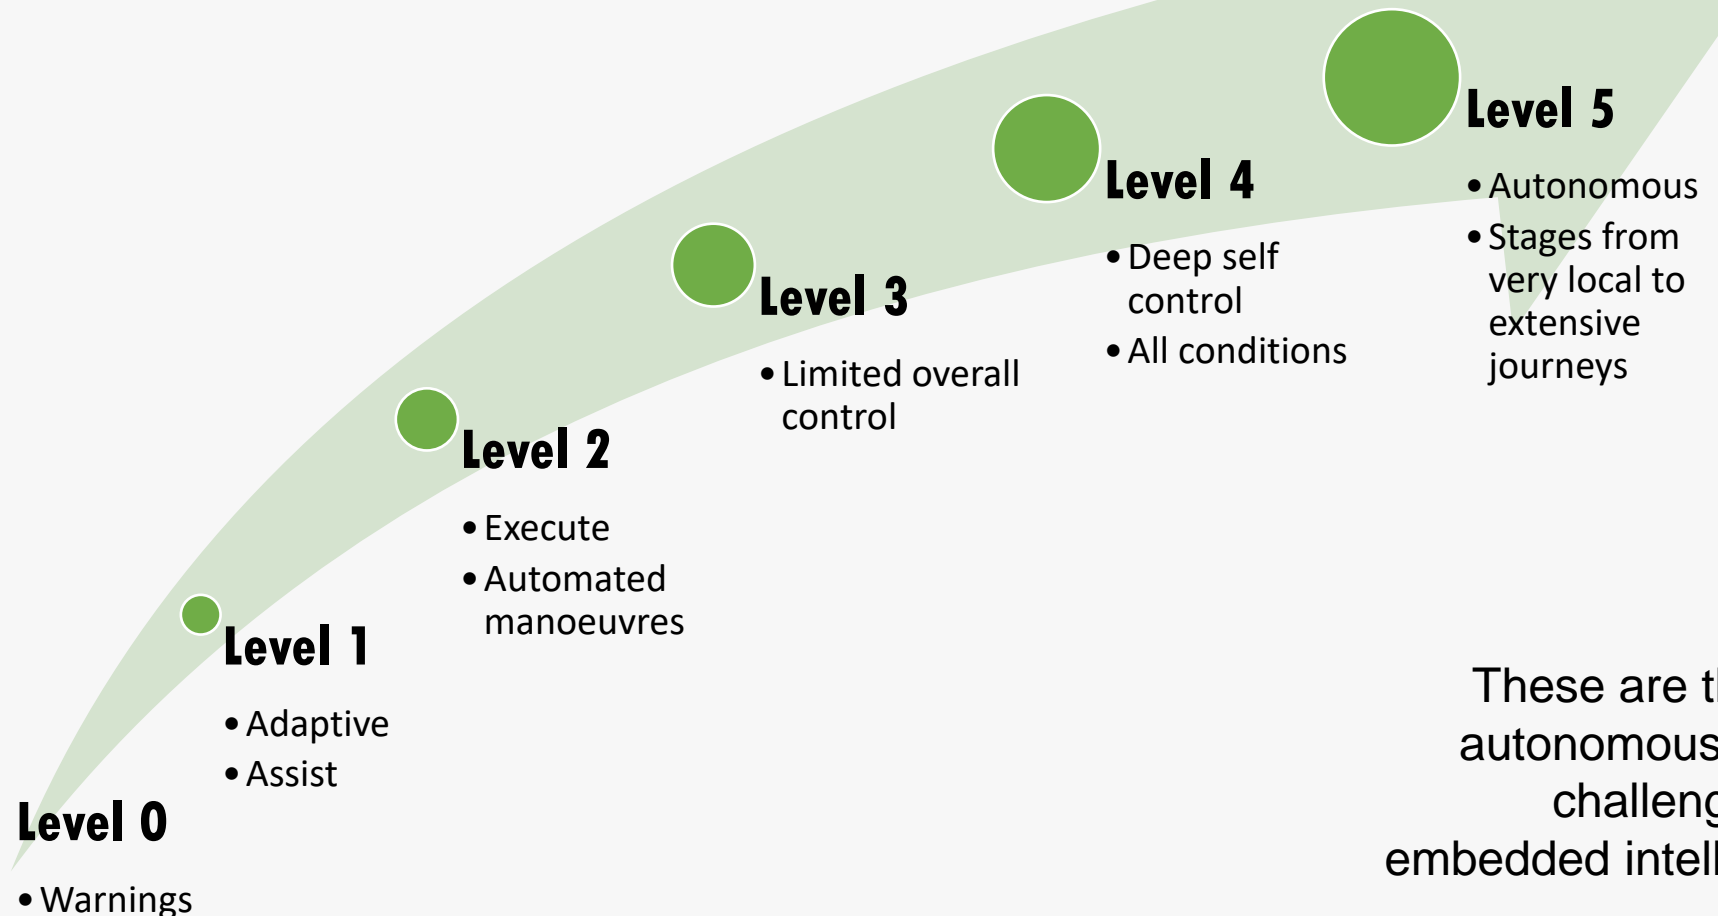 Level 5
• Autonomous
• Stages from
very local to
extensive
journeys
Level 4
• Deep self
control
• All conditions
Level 3
• Limited overall
control
Level 2
• Execute
• Automated
manoeuvres
Level 1
• Adaptive
• Assist
Level 0
• Warnings
These are
autonomous
embedded